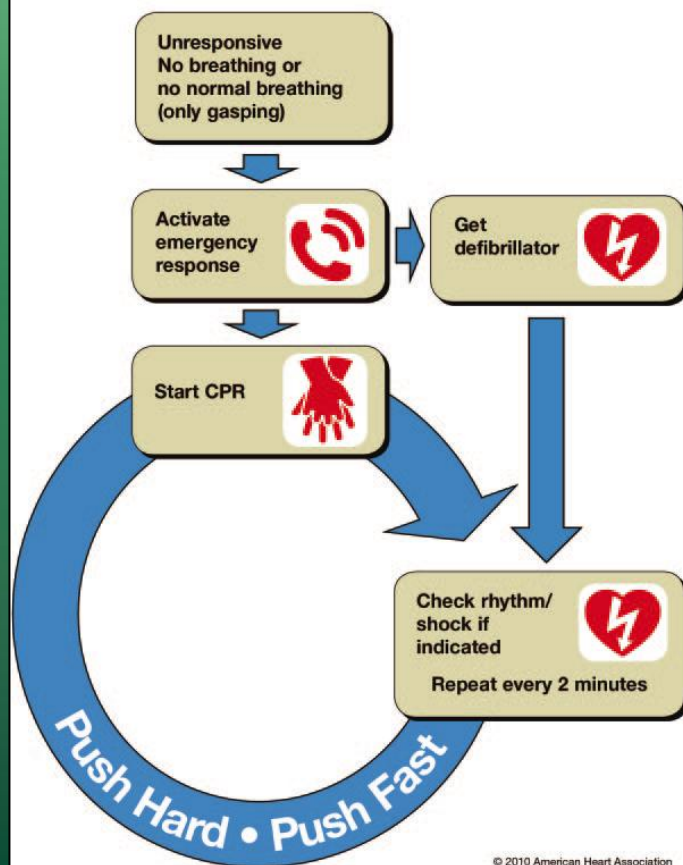 Unresponsive
No breathing or
no normal breathing
(only gasping)
Activate
emergency
response
Get
defibrillator
Start CPR
Check rhythm/
shock if
indicated
Repeat every 2 minutes
Push Hard • Push Fast
© 2010 American Heart Association